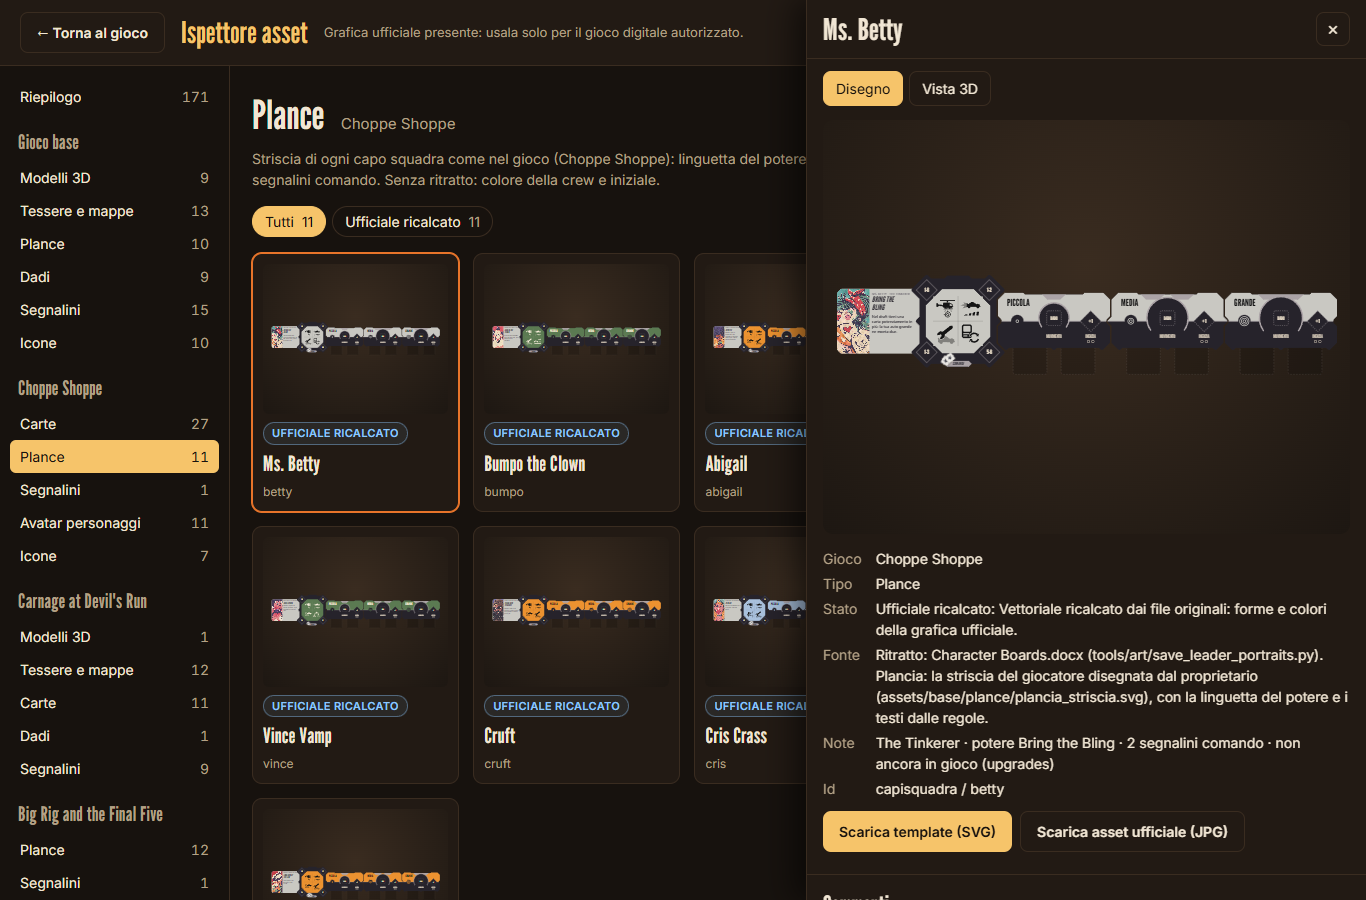 ← Torna al gioco
Ispettore asset
Grafica ufficiale presente: usala solo per il gioco digitale autorizzato.
Riepilogo 171
Gioco base
Modelli 3D 9
Tessere e mappe 13
Plance 10
Dadi 9
Segnalini 15
Icone 10
Choppe Shoppe
Carte 27
Plance 11
Segnalini 1
Avatar personaggi 11
Icone 7
Carnage at Devil's Run
Modelli 3D 1
Tessere e mappe 12
Carte 11
Dadi 1
Segnalini 9
Big Rig and the Final Five
Plance 12
Segnalini 1
Plance Choppe Shoppe
Striscia di ogni capo squadra come nel gioco (Choppe Shoppe): linguetta del potere
segnalini comando. Senza ritratto: colore della crew e iniziale.
Tutti 11
Ufficiale ricalcato 11
UFFICIALE RICALCATO
Ms. Betty
betty
UFFICIALE RICALCATO
Bumpo the Clown
bumpo
UFFICIALE RICAL
Abigail
abigail
UFFICIALE RICALCATO
Vince Vamp
vince
UFFICIALE RICALCATO
Cruft
cruft
UFFICIALE RICAL
Cris Crass
cris
Ms. Betty
×
Disegno
Vista 3D
BRING THE
BLING
PICCOLA
MEDIA
GRANDE
Gioco Choppe Shoppe
Tipo Plance
Stato Ufficiale ricalcato: Vettoriale ricalcato dai file originali: forme e colori
della grafica ufficiale.
Fonte Ritratto: Character Boards.docx (tools/art/save_leader_portraits.py).
Plancia: la striscia del giocatore disegnata dal proprietario
(assets/base/plance/plancia_striscia.svg), con la linguetta del potere e i
testi dalle regole.
Note The Tinkerer · potere Bring the Bling · 2 segnalini comando · non
ancora in gioco (upgrades)
Id capisquadra / betty
Scarica template (SVG)
Scarica asset ufficiale (JPG)